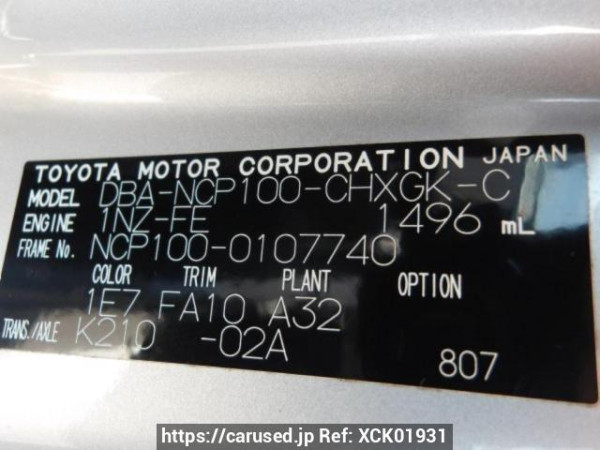 TOYOTA MOTOR CORPORATION JAPAN
MODEL DBA-NCP100-CHXGK-C
ENGINE 1NZ-FE 1496 mL
FRAME No. NCP100-0107740
COLOR TRIM PLANT OPTION
1E7 FA10 A32
TRANS./AXLE K210 -02A
807
https://carused.jp Ref: XCK01931